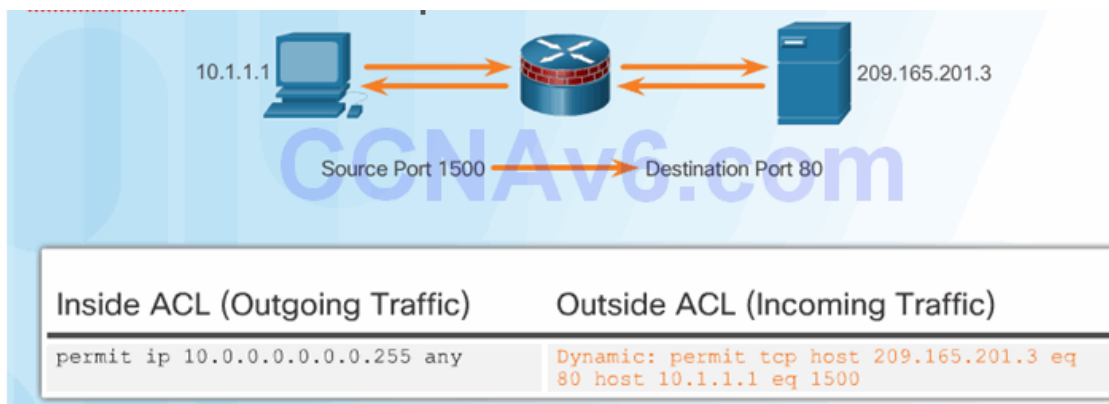 10.1.1.1
209.165.201.3
CCNAv6.com
Source Port 1500
Destination Port 80
Inside ACL (Outgoing Traffic)
Outside ACL (Incoming Traffic)
permit ip 10.0.0.0.0.0.0.255 any
Dynamic: permit tcp host 209.165.201.3 eq
80 host 10.1.1.1 eq 1500